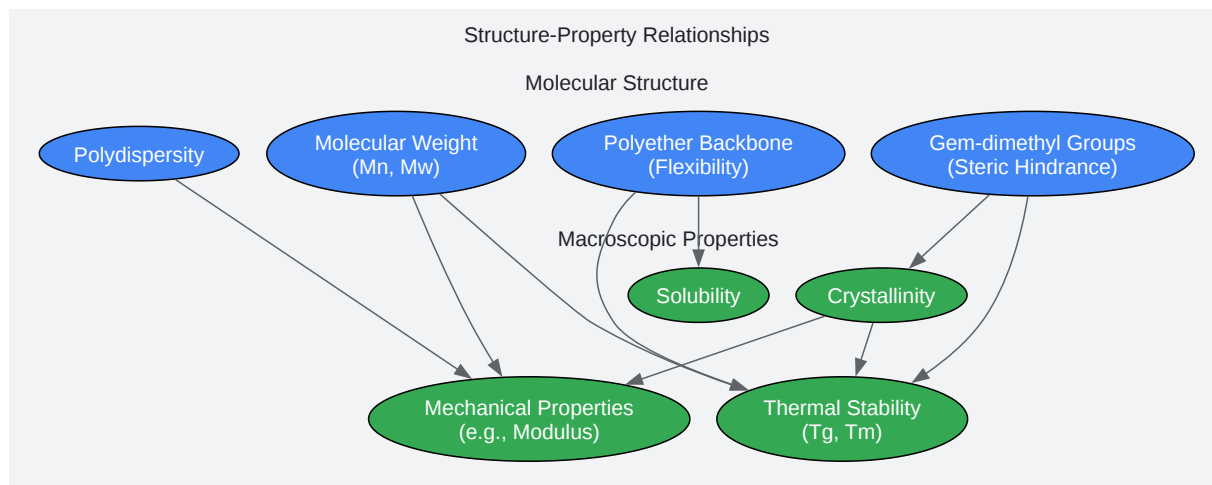 Structure-Property Relationships
Molecular Structure
Polydispersity
Molecular Weight
(Mn, Mw)
Polyether Backbone
(Flexibility)
Gem-dimethyl Groups
(Steric Hindrance)
Macroscopic Properties
Solubility
Crystallinity
Mechanical Properties
(e.g., Modulus)
Thermal Stability
(Tg, Tm)